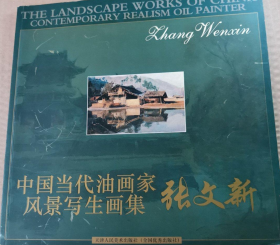 THE LANDSCAPE WORKS OF CHINA
CONTEMPORARY REALISM OIL PAINTER
Zhang Wenxin
中国当代油画家
风景写生画集
张文新